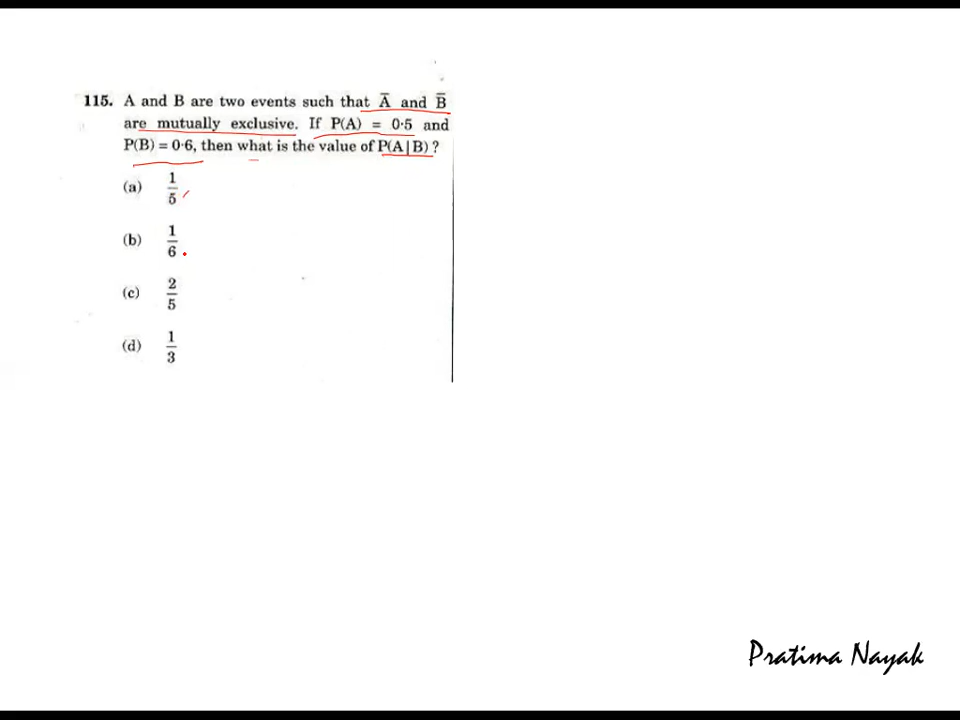 115. A and B are two events such that A̅ and B̅
are mutually exclusive. If P(A) = 0·5 and
P(B) = 0·6, then what is the value of P(A|B) ?
(a) 1/5
(b) 1/6
(c) 2/5
(d) 1/3
Pratima Nayak